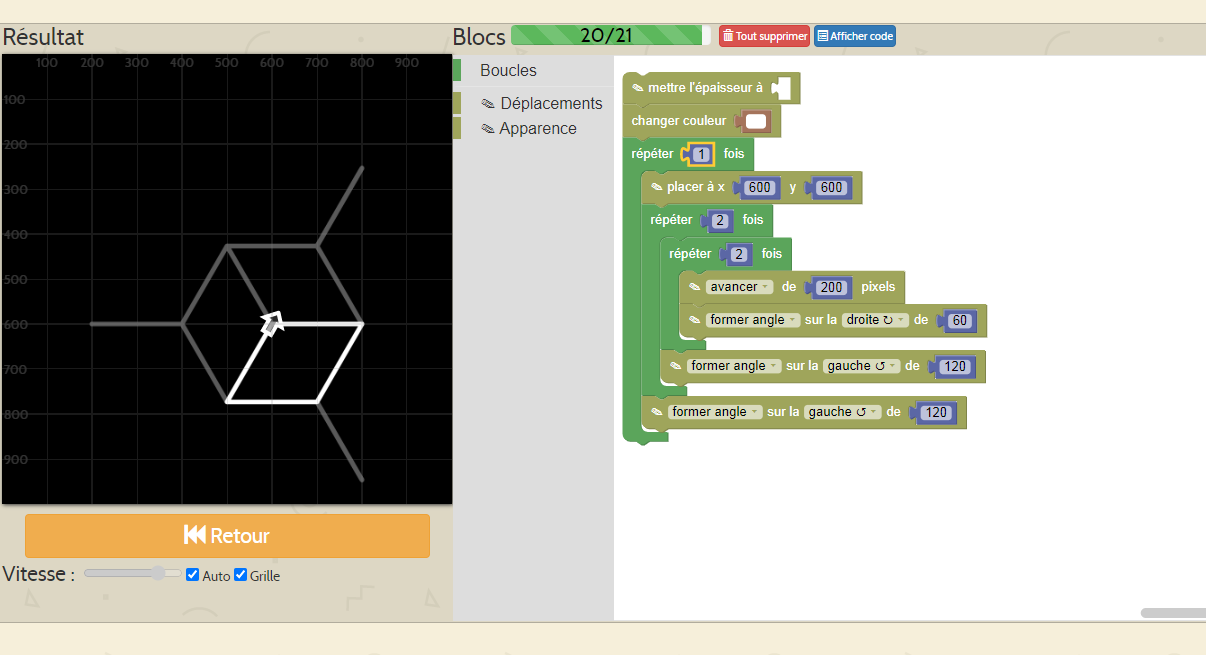 Résultat
Blocs 20/21 Tout supprimer Afficher code
100 200 300 400 500 600 700 800 900
100
200
300
400
500
600
700
800
900
Boucles
Déplacements
Apparence
mettre l'épaisseur à
changer couleur
répéter 1 fois
placer à x 600 y 600
répéter 2 fois
répéter 2 fois
avancer de 200 pixels
former angle sur la droite ↻ de 60
former angle sur la gauche ↺ de 120
former angle sur la gauche ↺ de 120
Retour
Vitesse : Auto Grille